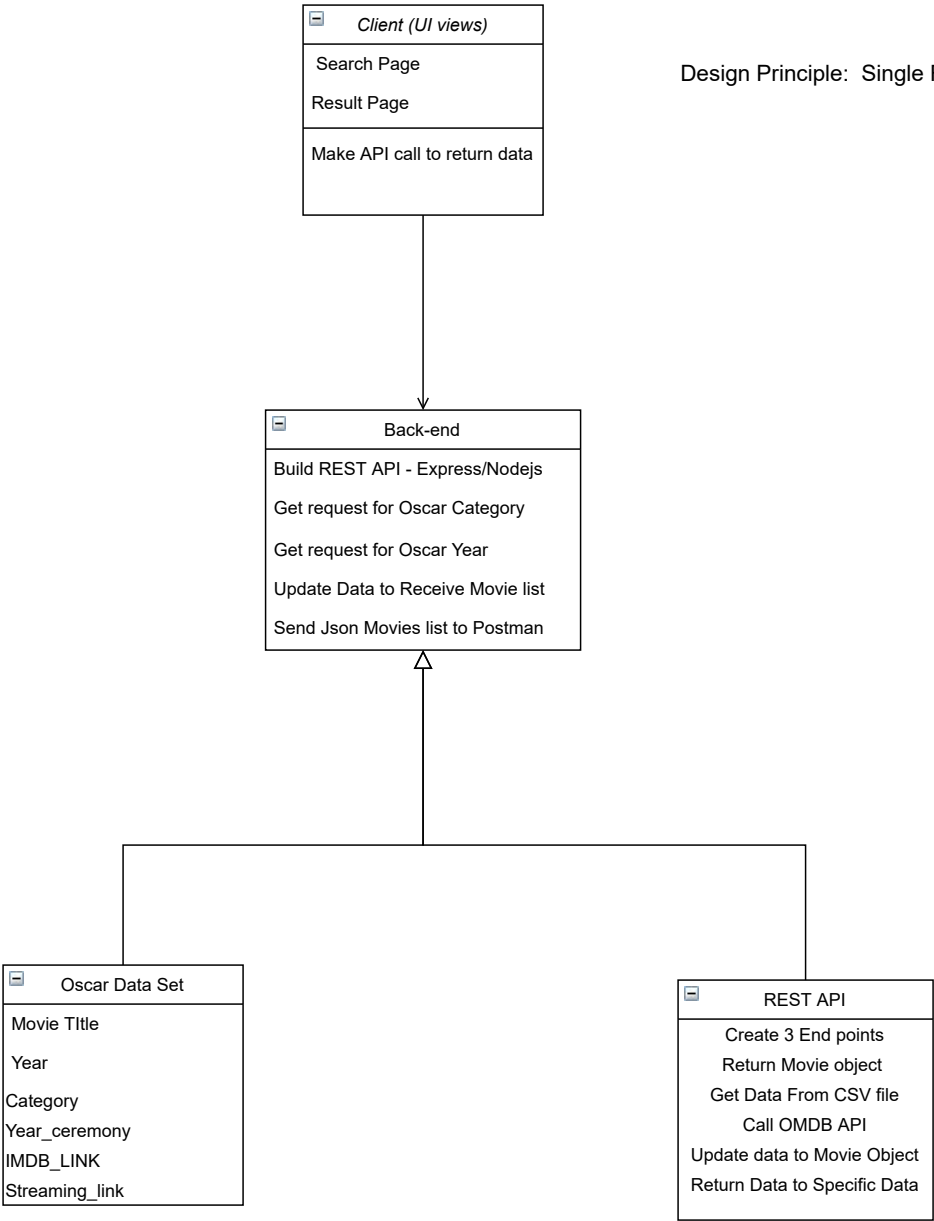 Client (UI views)
Search Page
Result Page
Make API call to return data
Design Principle: Single
Back-end
Build REST API - Express/Nodejs
Get request for Oscar Category
Get request for Oscar Year
Update Data to Receive Movie list
Send Json Movies list to Postman
Oscar Data Set
Movie TItle
Year
Category
Year_ceremony
IMDB_LINK
Streaming_link
REST API
Create 3 End points
Return Movie object
Get Data From CSV file
Call OMDB API
Update data to Movie Object
Return Data to Specific Data